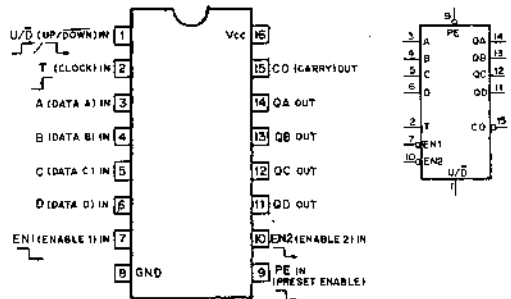 U/D̅ (UP/D̅O̅W̅N̅) IN 1
T (CLOCK) IN 2
A (DATA A) IN 3
B (DATA B) IN 4
C (DATA C) IN 5
D (DATA D) IN 6
EN1 (ENABLE 1) IN 7
8 GND
Vcc 16
15 CO (CARRY) OUT
14 QA OUT
13 QB OUT
12 QC OUT
11 QD OUT
10 EN2 (ENABLE 2) IN
9 PE IN
(PRESET ENABLE)
9
PE
3 A QA 14
4 B QB 13
5 C QC 12
6 D QD 11
2 T CO 15
7 EN1
10 EN2
U/D̅
1